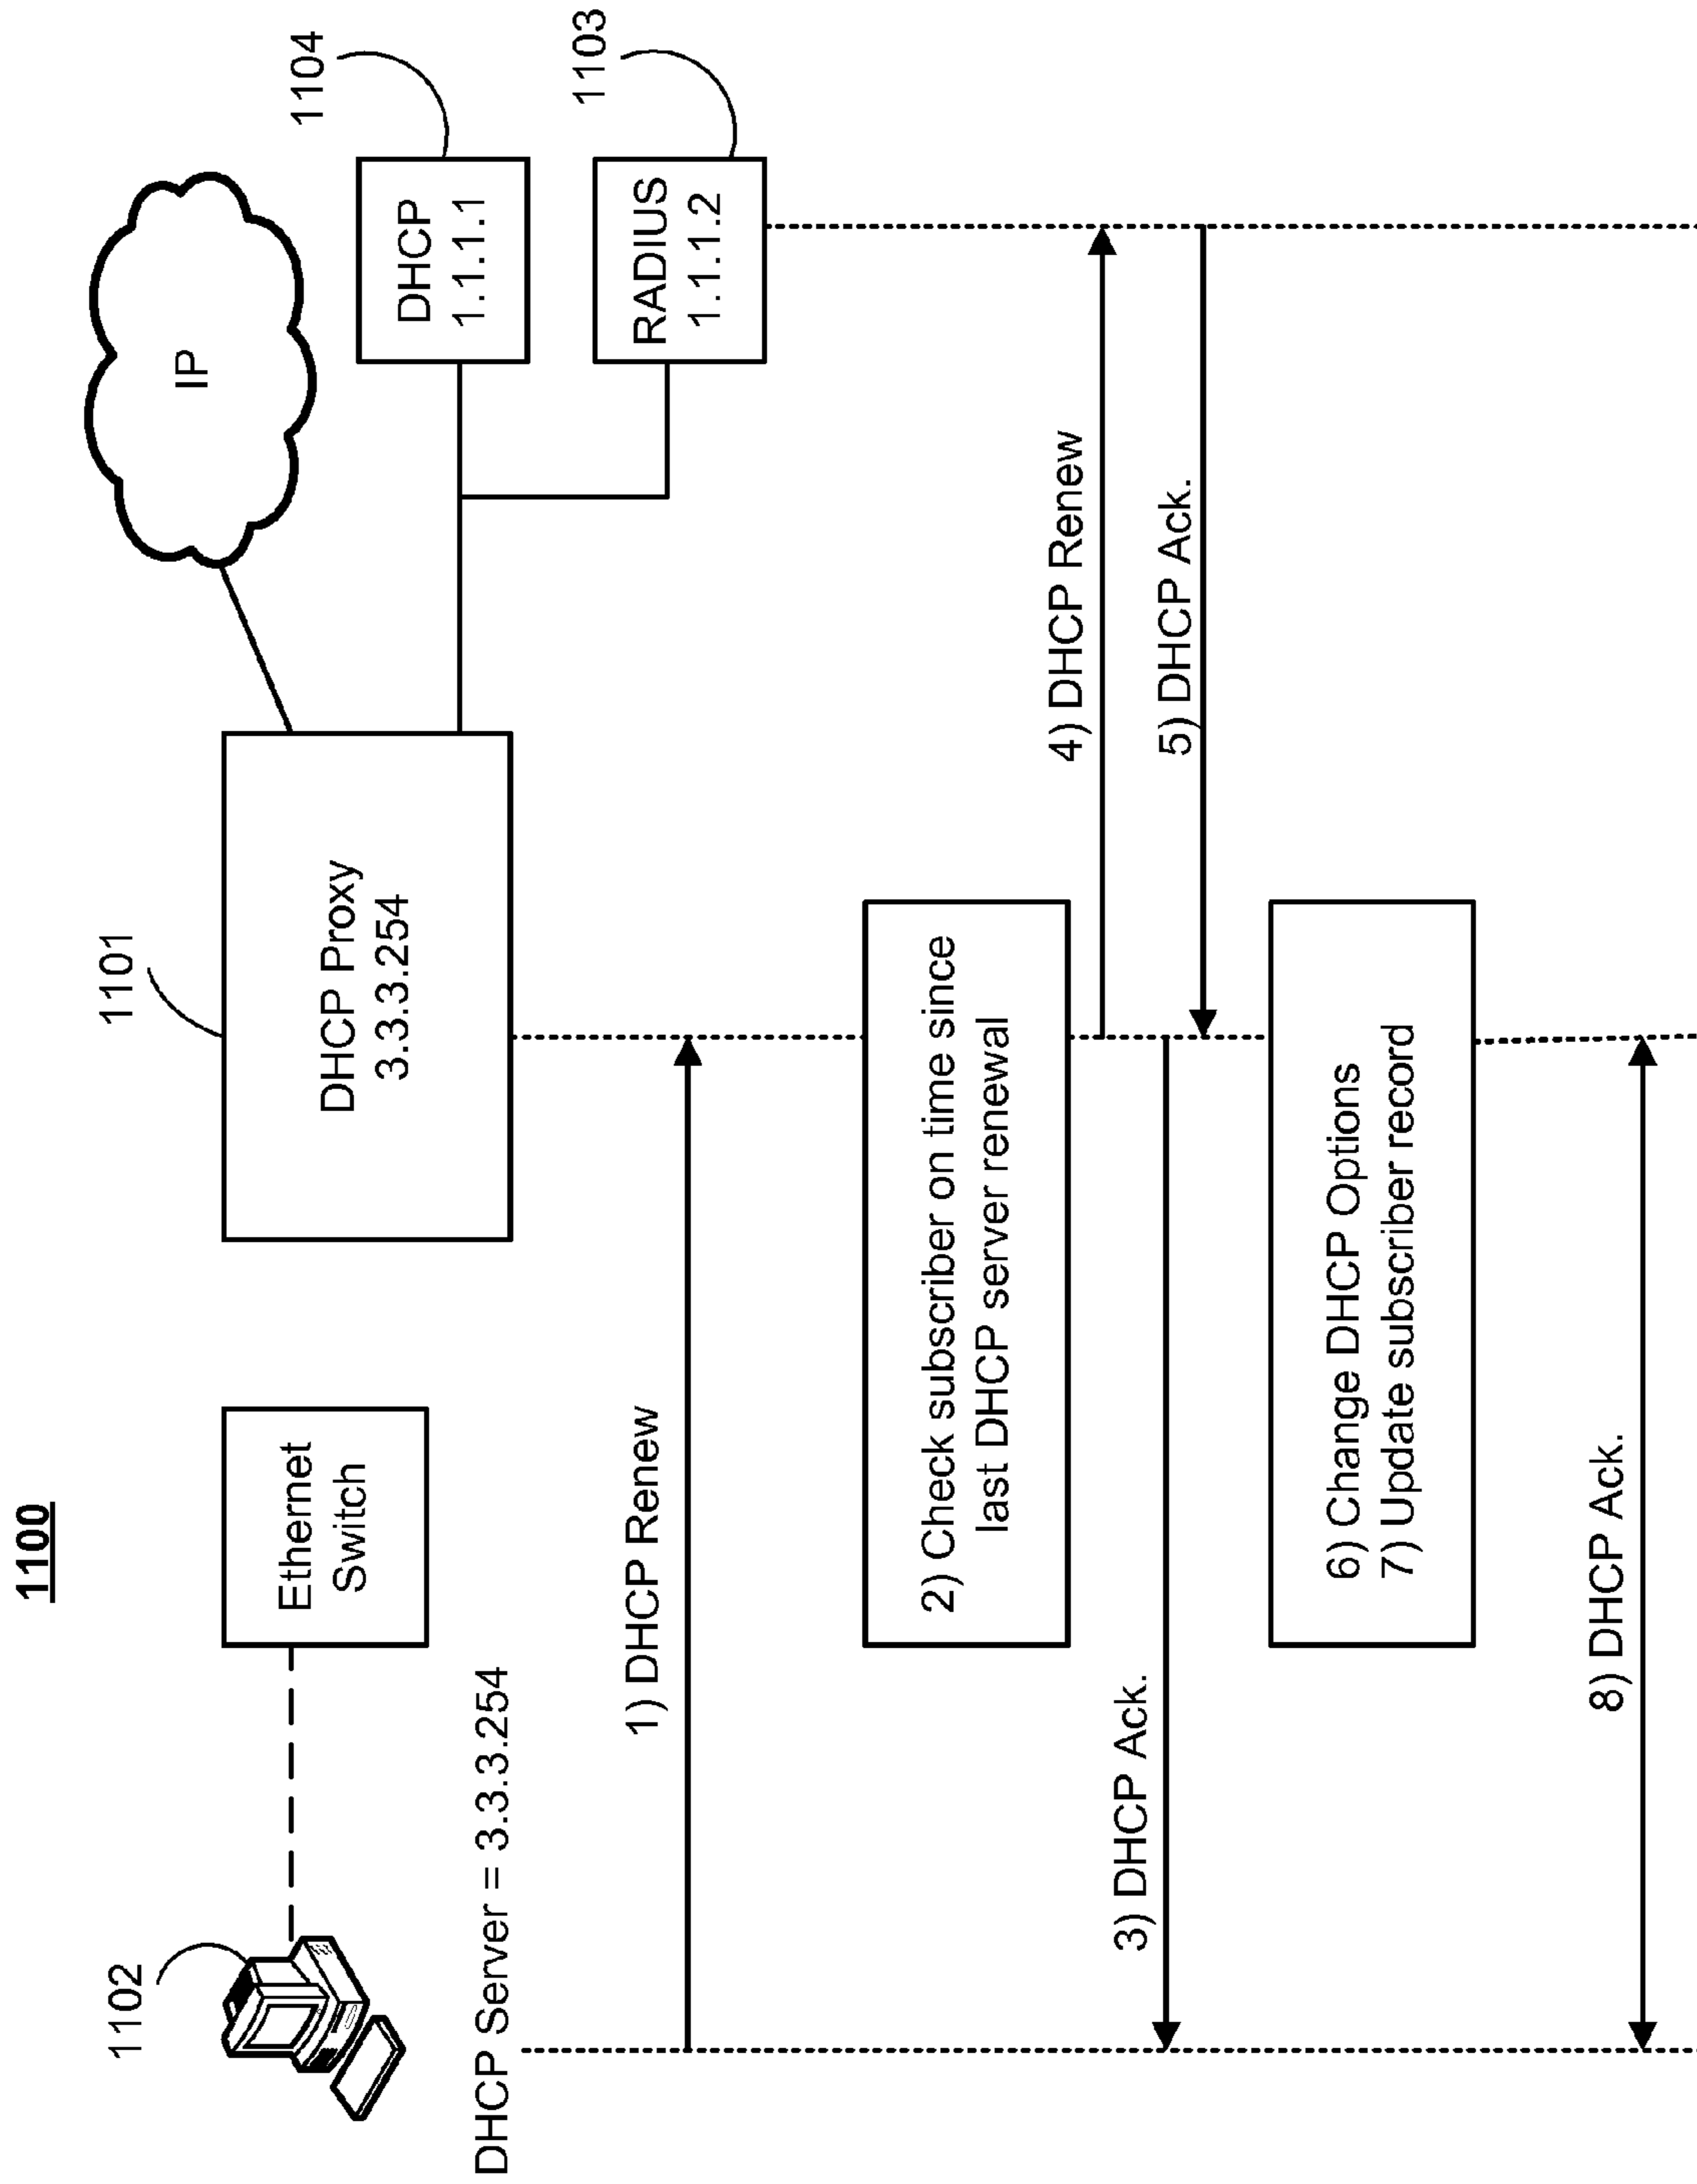 1100
1102
DHCP Server = 3.3.3.254
Ethernet
Switch
1101
DHCP Proxy
3.3.3.254
IP
DHCP
1.1.1.1
1104
RADIUS
1.1.1.2
1103
1) DHCP Renew
2) Check subscriber on time since
last DHCP server renewal
3) DHCP Ack.
4) DHCP Renew
5) DHCP Ack.
6) Change DHCP Options
7) Update subscriber record
8) DHCP Ack.